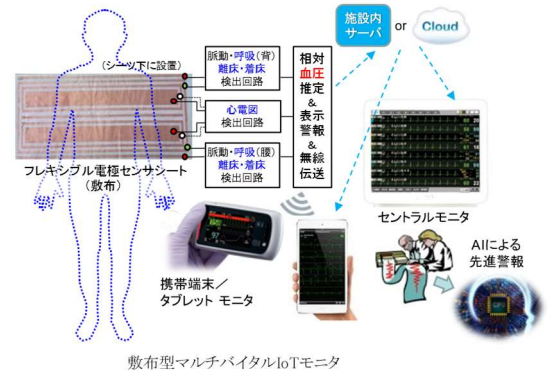 (シーツ下に設置)
フレキシブル電極センサシート
(敷布)
脈動・呼吸(背)
離床・着床
検出回路
心電図
検出回路
脈動・呼吸(腰)
離床・着床
検出回路
相対
血圧
推定
&
表示
警報
&
無線
伝送
施設内
サーバ
or
Cloud
セントラルモニタ
携帯端末/
タブレット モニタ
97
AIによる
先進警報
敷布型マルチバイタルIoTモニタ